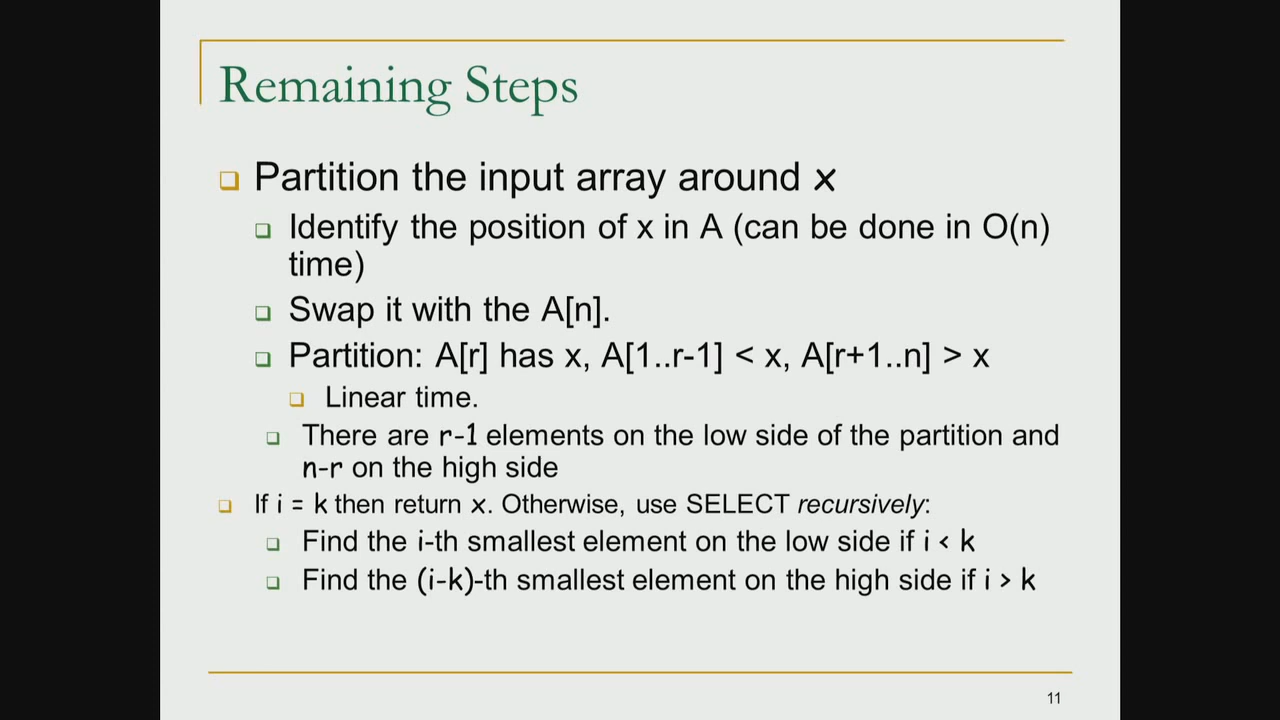 Remaining Steps
Partition the input array around x
Identify the position of x in A (can be done in O(n)
time)
Swap it with the A[n].
Partition: A[r] has x, A[1..r-1] < x, A[r+1..n] > x
Linear time.
There are r-1 elements on the low side of the partition and
n-r on the high side
If i = k then return x. Otherwise, use SELECT recursively:
Find the i-th smallest element on the low side if i < k
Find the (i-k)-th smallest element on the high side if i > k
11